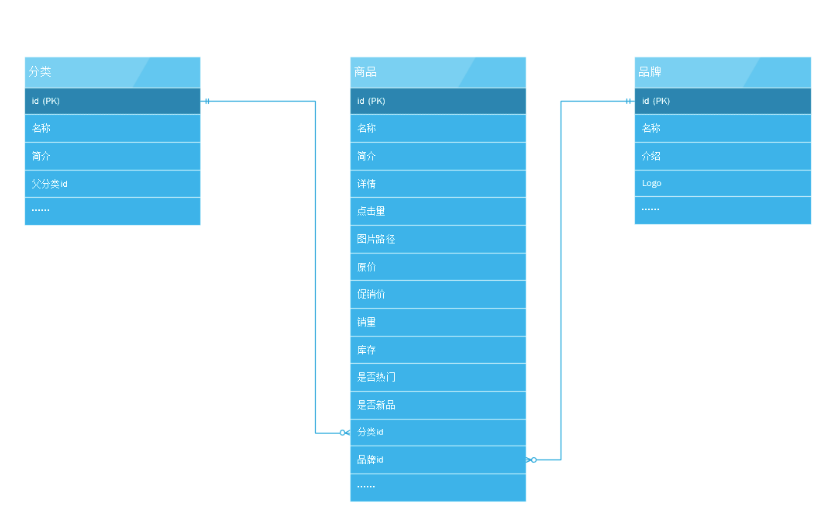 分类
id (PK)
名称
简介
父分类id
······
商品
id (PK)
名称
简介
详情
点击量
图片路径
原价
促销价
销量
库存
是否热门
是否新品
分类id
品牌id
······
品牌
id (PK)
名称
介绍
Logo
······